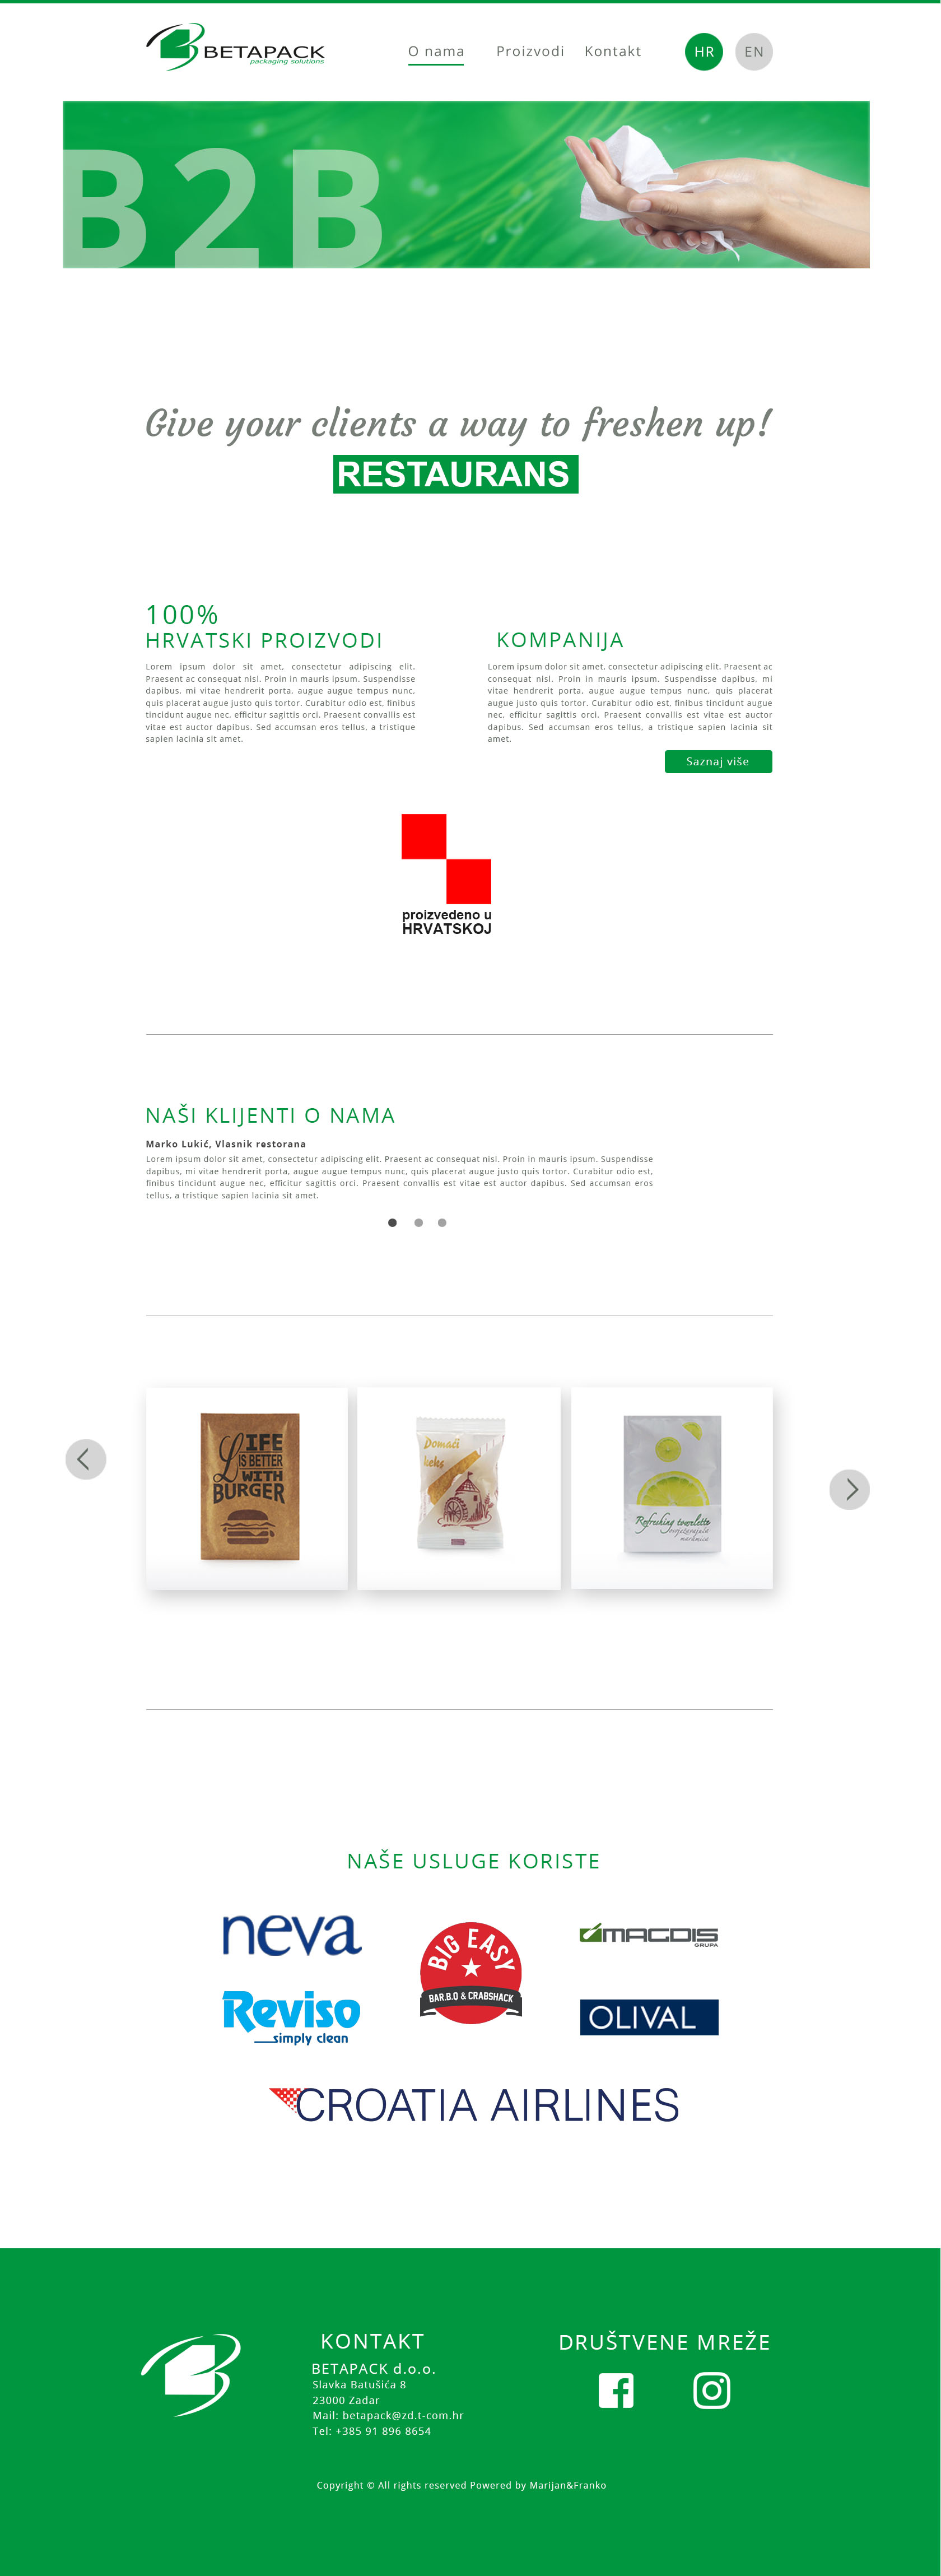 BETAPACK
packaging solutions
O nama
Proizvodi
Kontakt
HR
EN
B2B
Give your clients a way to freshen up!
RESTAURANS
100%
HRVATSKI PROIZVODI
Lorem ipsum dolor sit amet, consectetur adipiscing elit.
Praesent ac consequat nisl. Proin in mauris ipsum. Suspendisse
dapibus, mi vitae hendrerit porta, augue augue tempus nunc,
quis placerat augue justo quis tortor. Curabitur odio est, finibus
tincidunt augue nec, efficitur sagittis orci. Praesent convallis est
vitae est auctor dapibus. Sed accumsan eros tellus, a tristique
sapien lacinia sit amet.
KOMPANIJA
Lorem ipsum dolor sit amet, consectetur adipiscing elit. Praesent ac
consequat nisl. Proin in mauris ipsum. Suspendisse dapibus, mi
vitae hendrerit porta, augue augue tempus nunc, quis placerat
augue justo quis tortor. Curabitur odio est, finibus tincidunt augue
nec, efficitur sagittis orci. Praesent convallis est vitae est auctor
dapibus. Sed accumsan eros tellus, a tristique sapien lacinia sit
amet.
Saznaj više
proizvedeno u
HRVATSKOJ
NAŠI KLIJENTI O NAMA
Marko Lukić, Vlasnik restorana
Lorem ipsum dolor sit amet, consectetur adipiscing elit. Praesent ac consequat nisl. Proin in mauris ipsum. Suspendisse
dapibus, mi vitae hendrerit porta, augue augue tempus nunc, quis placerat augue justo quis tortor. Curabitur odio est,
finibus tincidunt augue nec, efficitur sagittis orci. Praesent convallis est vitae est auctor dapibus. Sed accumsan eros
tellus, a tristique sapien lacinia sit amet.
LIFE
IS BETTER
WITH
BURGER
Domaći
keks
Refreshing towelette
osvježavajuća
maramica
NAŠE USLUGE KORISTE
neva
BIG EASY
BAR.B.Q & CRABSHACK
MAGDIS
GRUPA
Reviso
simply clean
OLIVAL
CROATIA AIRLINES
KONTAKT
BETAPACK d.o.o.
Slavka Batušića 8
23000 Zadar
Mail: betapack@zd.t-com.hr
Tel: +385 91 896 8654
DRUŠTVENE MREŽE
Copyright © All rights reserved Powered by Marijan&Franko